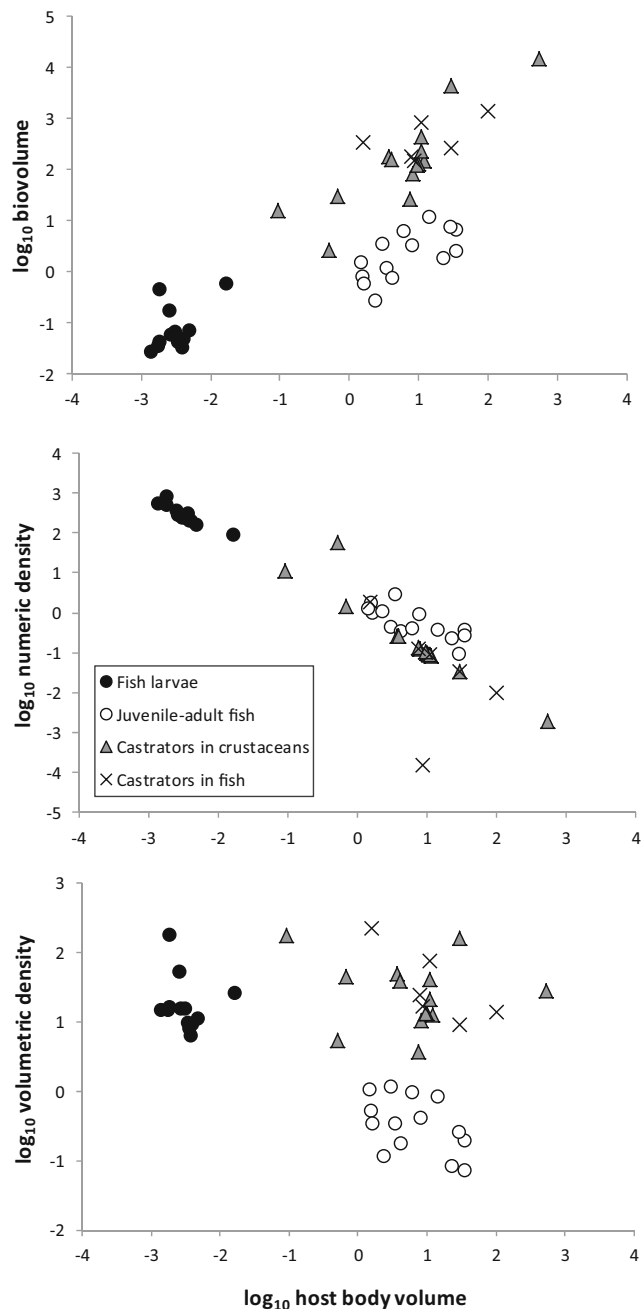 5
4
3
2
1
0
-1
-2
-4 -3 -2 -1 0 1 2 3 4
log10 biovolume
4
3
2
1
0
-1
-2
-3
-4
-5
-4 -3 -2 -1 0 1 2 3 4
log10 numeric density
Fish larvae
Juvenile-adult fish
Castrators in crustaceans
Castrators in fish
3
2
1
0
-1
-2
-4 -3 -2 -1 0 1 2 3 4
log10 volumetric density
log10 host body volume